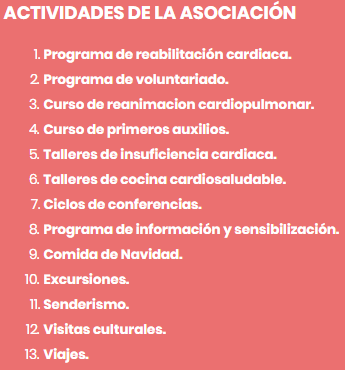 ACTIVIDADES DE LA ASOCIACIÓN
1. Programa de reabilitación cardiaca.
2. Programa de voluntariado.
3. Curso de reanimacion cardiopulmonar.
4. Curso de primeros auxilios.
5. Talleres de insuficiencia cardiaca.
6. Talleres de cocina cardiosaludable.
7. Ciclos de conferencias.
8. Programa de información y sensibilización.
9. Comida de Navidad.
10. Excursiones.
11. Senderismo.
12. Visitas culturales.
13. Viajes.